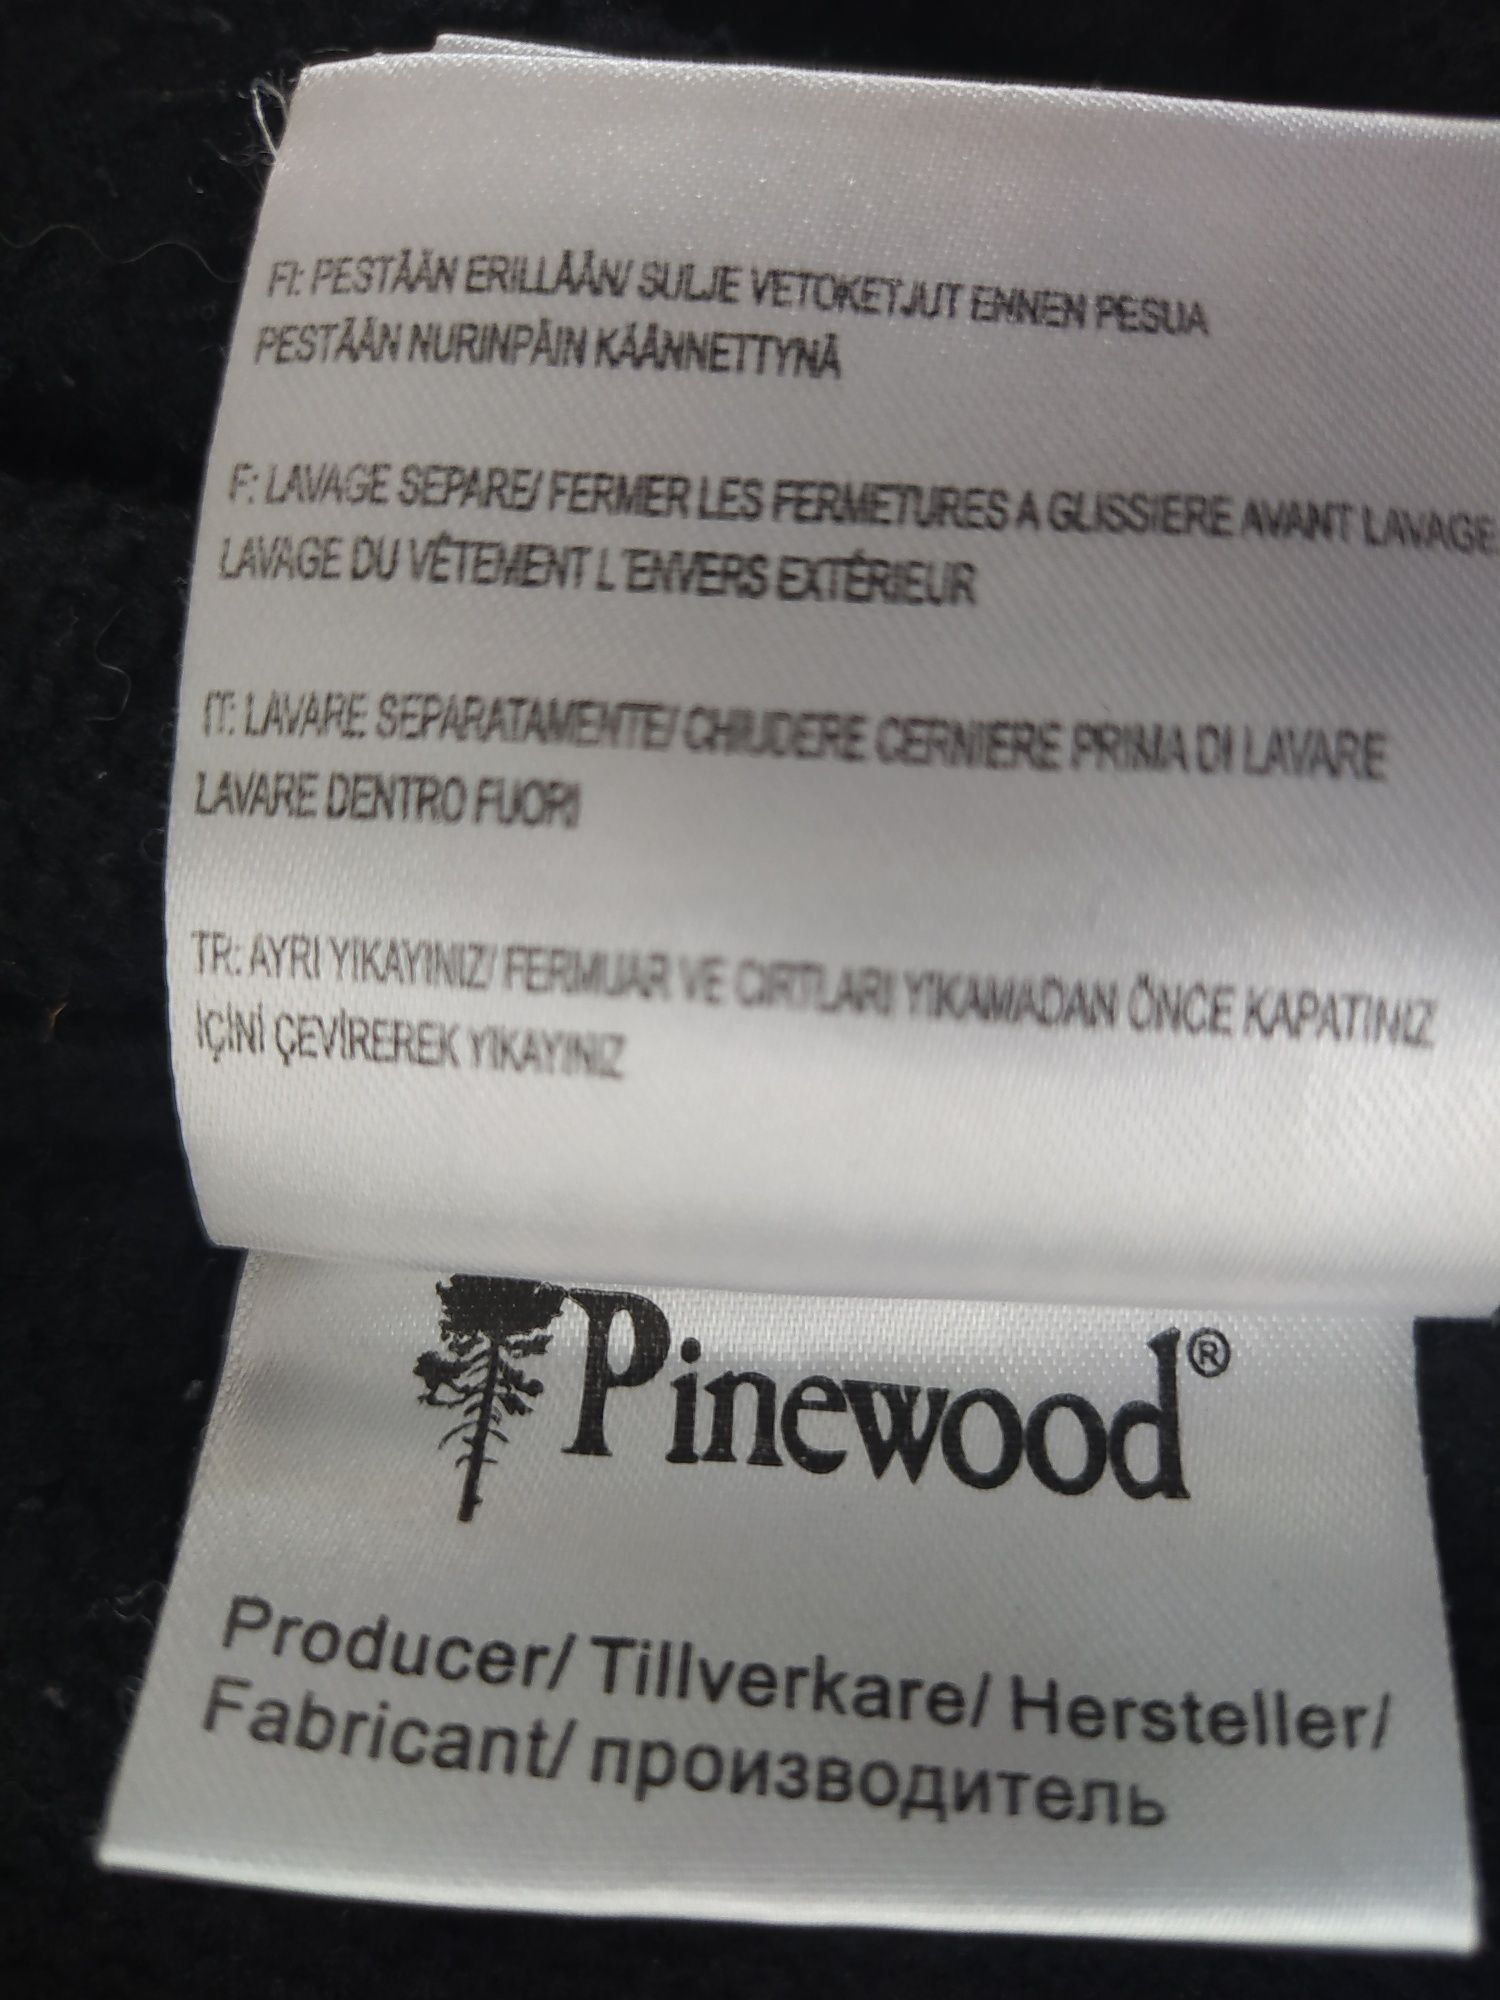 FI: PESTÄÄN ERILLÄÄN/ SULJE VETOKETJUT ENNEN PESUA
PESTÄÄN NURINPÄIN KÄÄNNETTYNÄ
F: LAVAGE SEPARE/ FERMER LES FERMETURES A GLISSIERE AVANT LAVAGE
LAVAGE DU VÊTEMENT L'ENVERS EXTÉRIEUR
IT: LAVARE SEPARATAMENTE/ CHIUDERE CERNIERE PRIMA DI LAVARE
LAVARE DENTRO FUORI
TR: AYRI YIKAYINIZ/ FERMUAR VE CIRTLARI YIKAMADAN ÖNCE KAPATINIZ
İÇİNİ ÇEVİREREK YIKAYINIZ
Pinewood®
Producer/ Tillverkare/ Hersteller/
Fabricant/ производитель